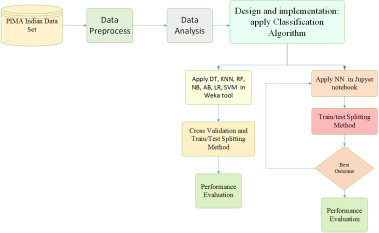 PIMA Indian Data
Set
Data
Preprocess
Data
Analysis
Design and implementation:
apply Classification
Algorithm
Apply DT, KNN, RF,
NB, AB, LR, SVM in
Weka tool
Cross Validation and
Train/Test Splitting
Method
Performance
Evaluation
Apply NN in Jupyer
notebook
Train/test Splitting
Method
Best
Outcome
Performance
Evaluation